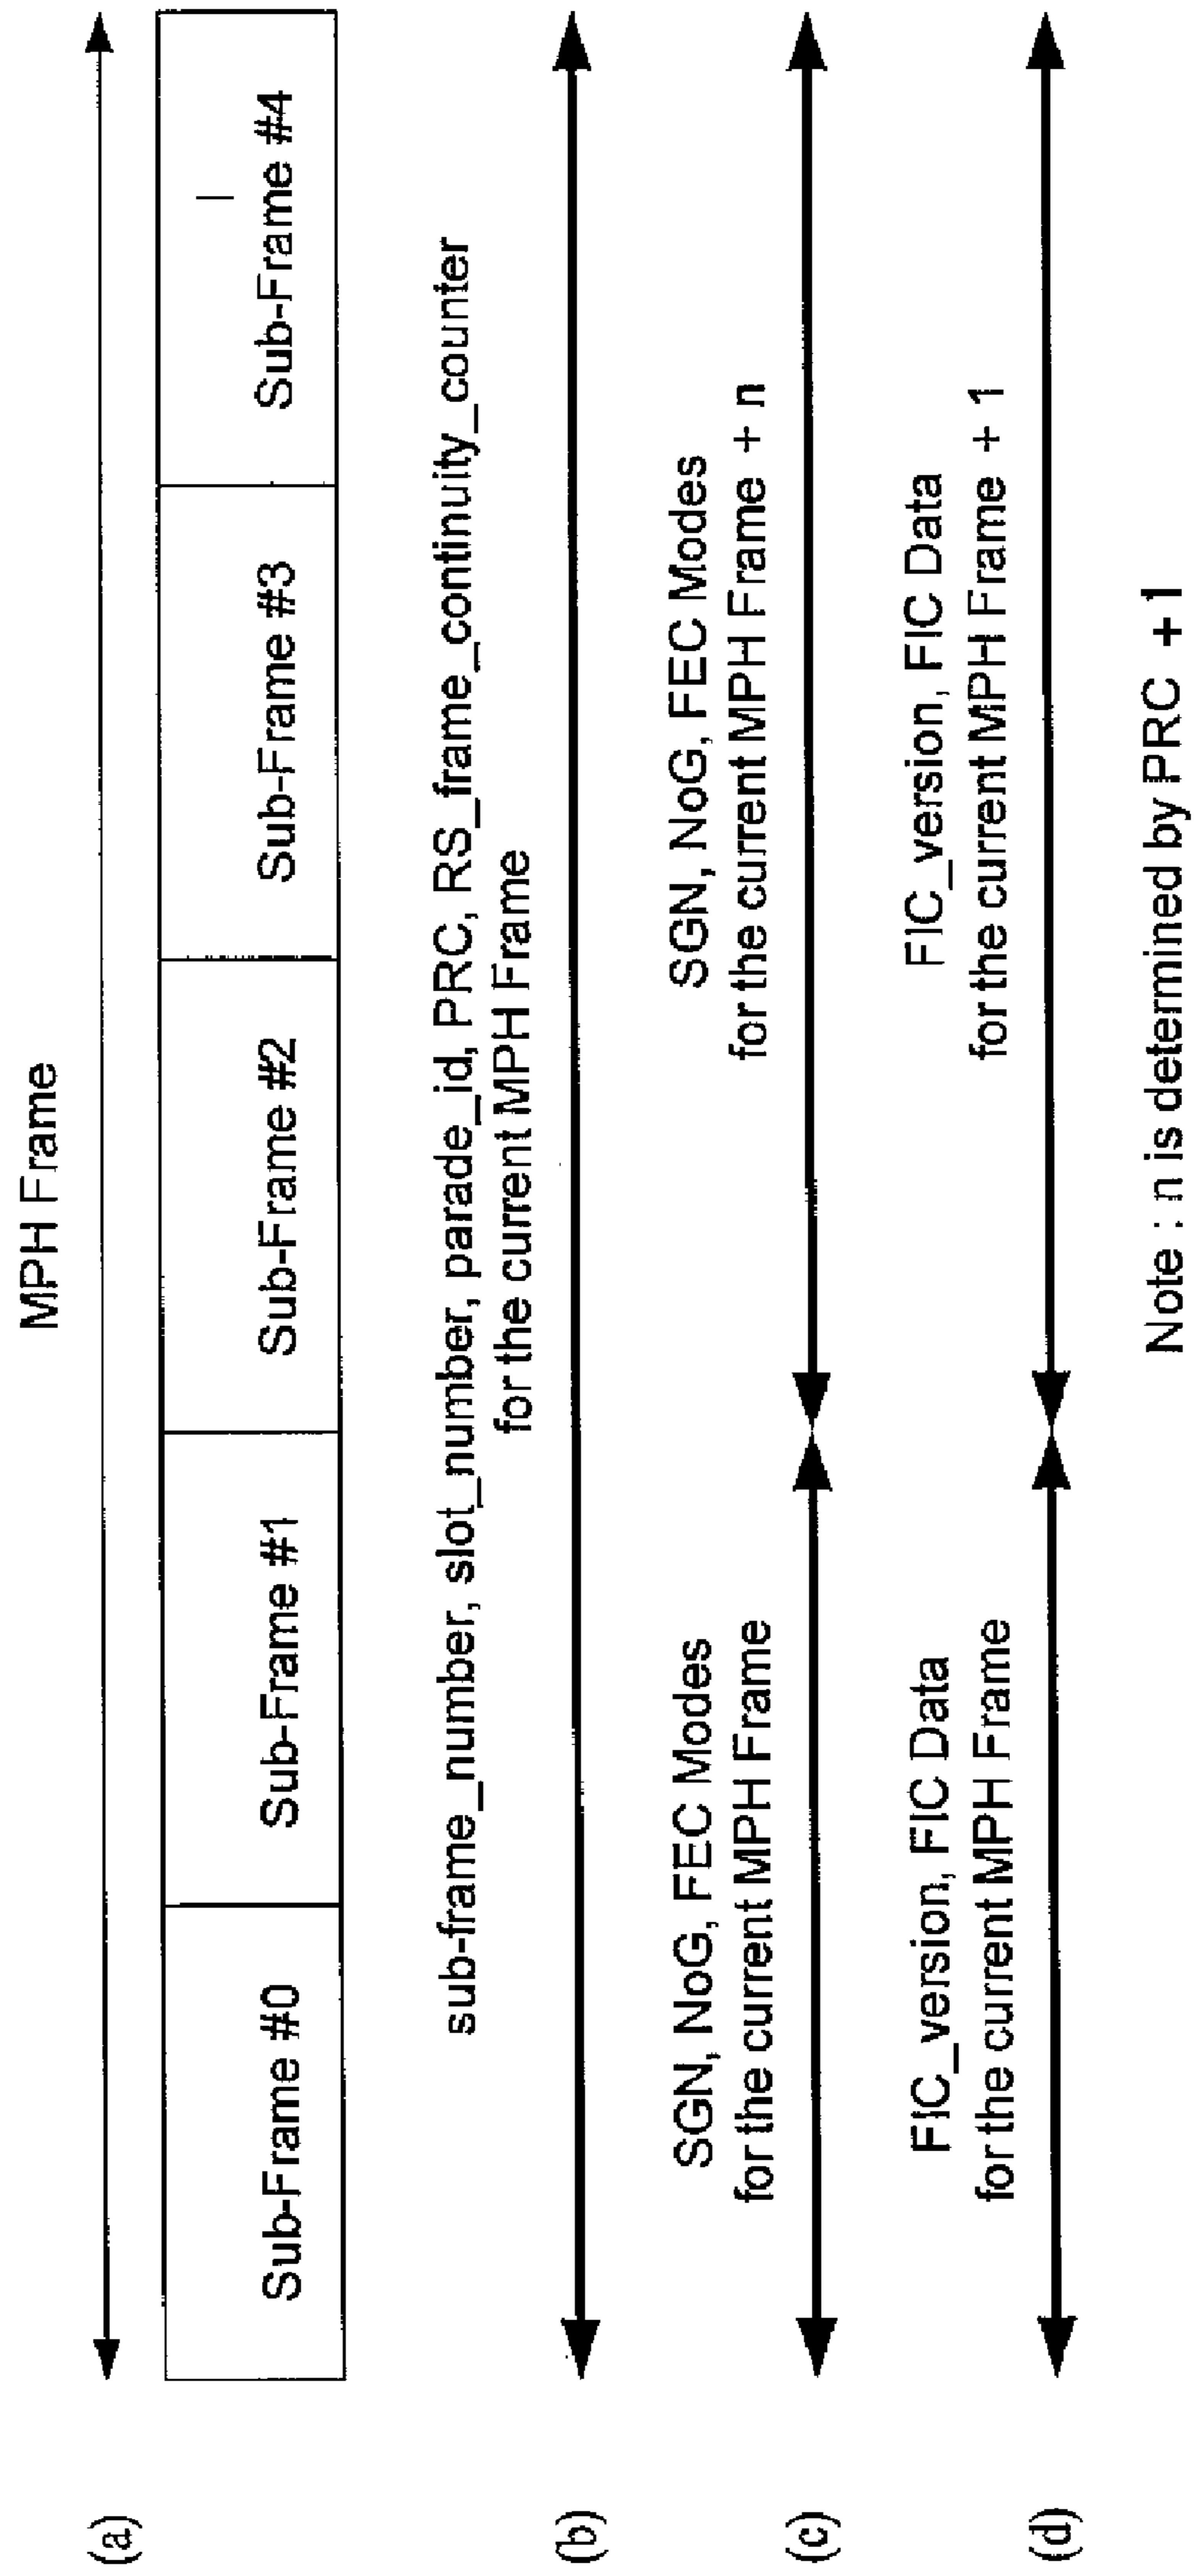 MPH Frame
(a)
Sub-Frame #0
Sub-Frame #1
Sub-Frame #2
Sub-Frame #3
Sub-Frame #4
sub-frame_number, slot_number, parade_id, PRC, RS_frame_continuity_counter
for the current MPH Frame
(b)
SGN, NoG, FEC Modes
for the current MPH Frame
SGN, NoG, FEC Modes
for the current MPH Frame + n
(c)
FIC_version, FIC Data
for the current MPH Frame
FIC_version, FIC Data
for the current MPH Frame + 1
(d)
Note : n is determined by PRC +1